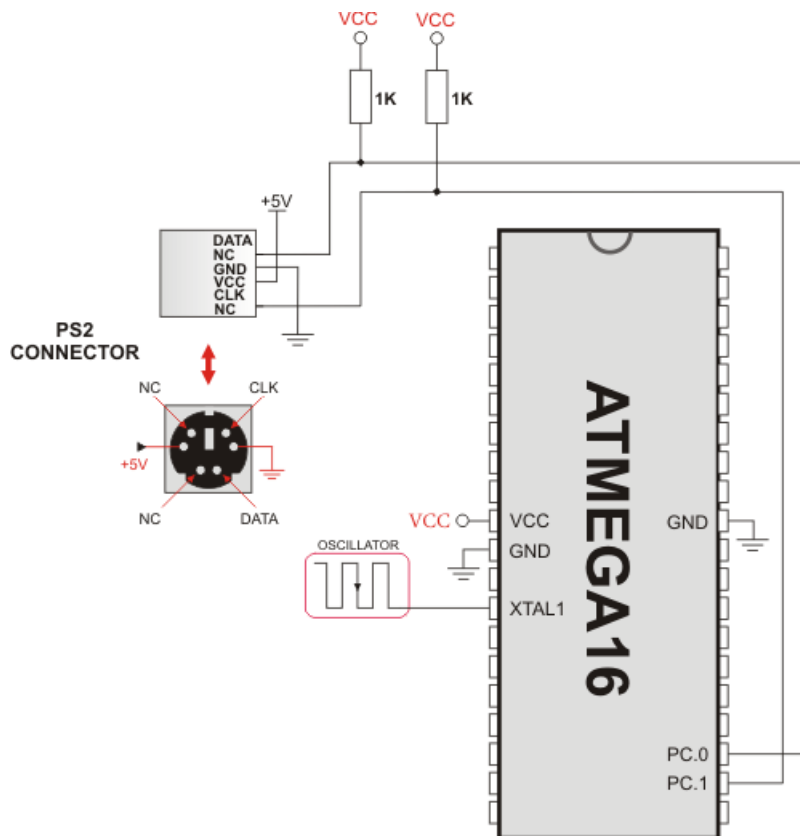 VCC
VCC
1K
1K
+5V
DATA
NC
GND
VCC
CLK
NC
PS2
CONNECTOR
NC
CLK
+5V
NC
DATA
OSCILLATOR
VCC
VCC
GND
XTAL1
ATMEGA16
GND
PC.0
PC.1